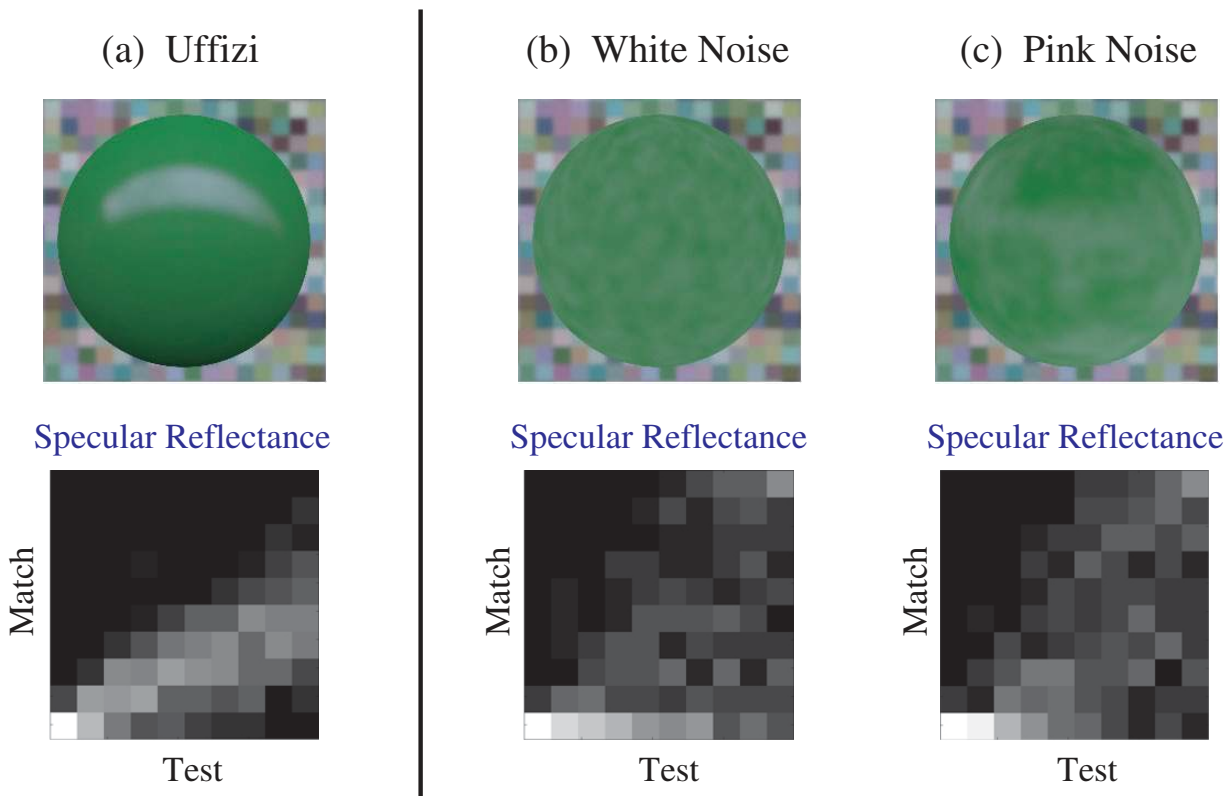 (a) Uffizi
(b) White Noise
(c) Pink Noise
Specular Reflectance
Specular Reflectance
Specular Reflectance
Match
Match
Match
Test
Test
Test